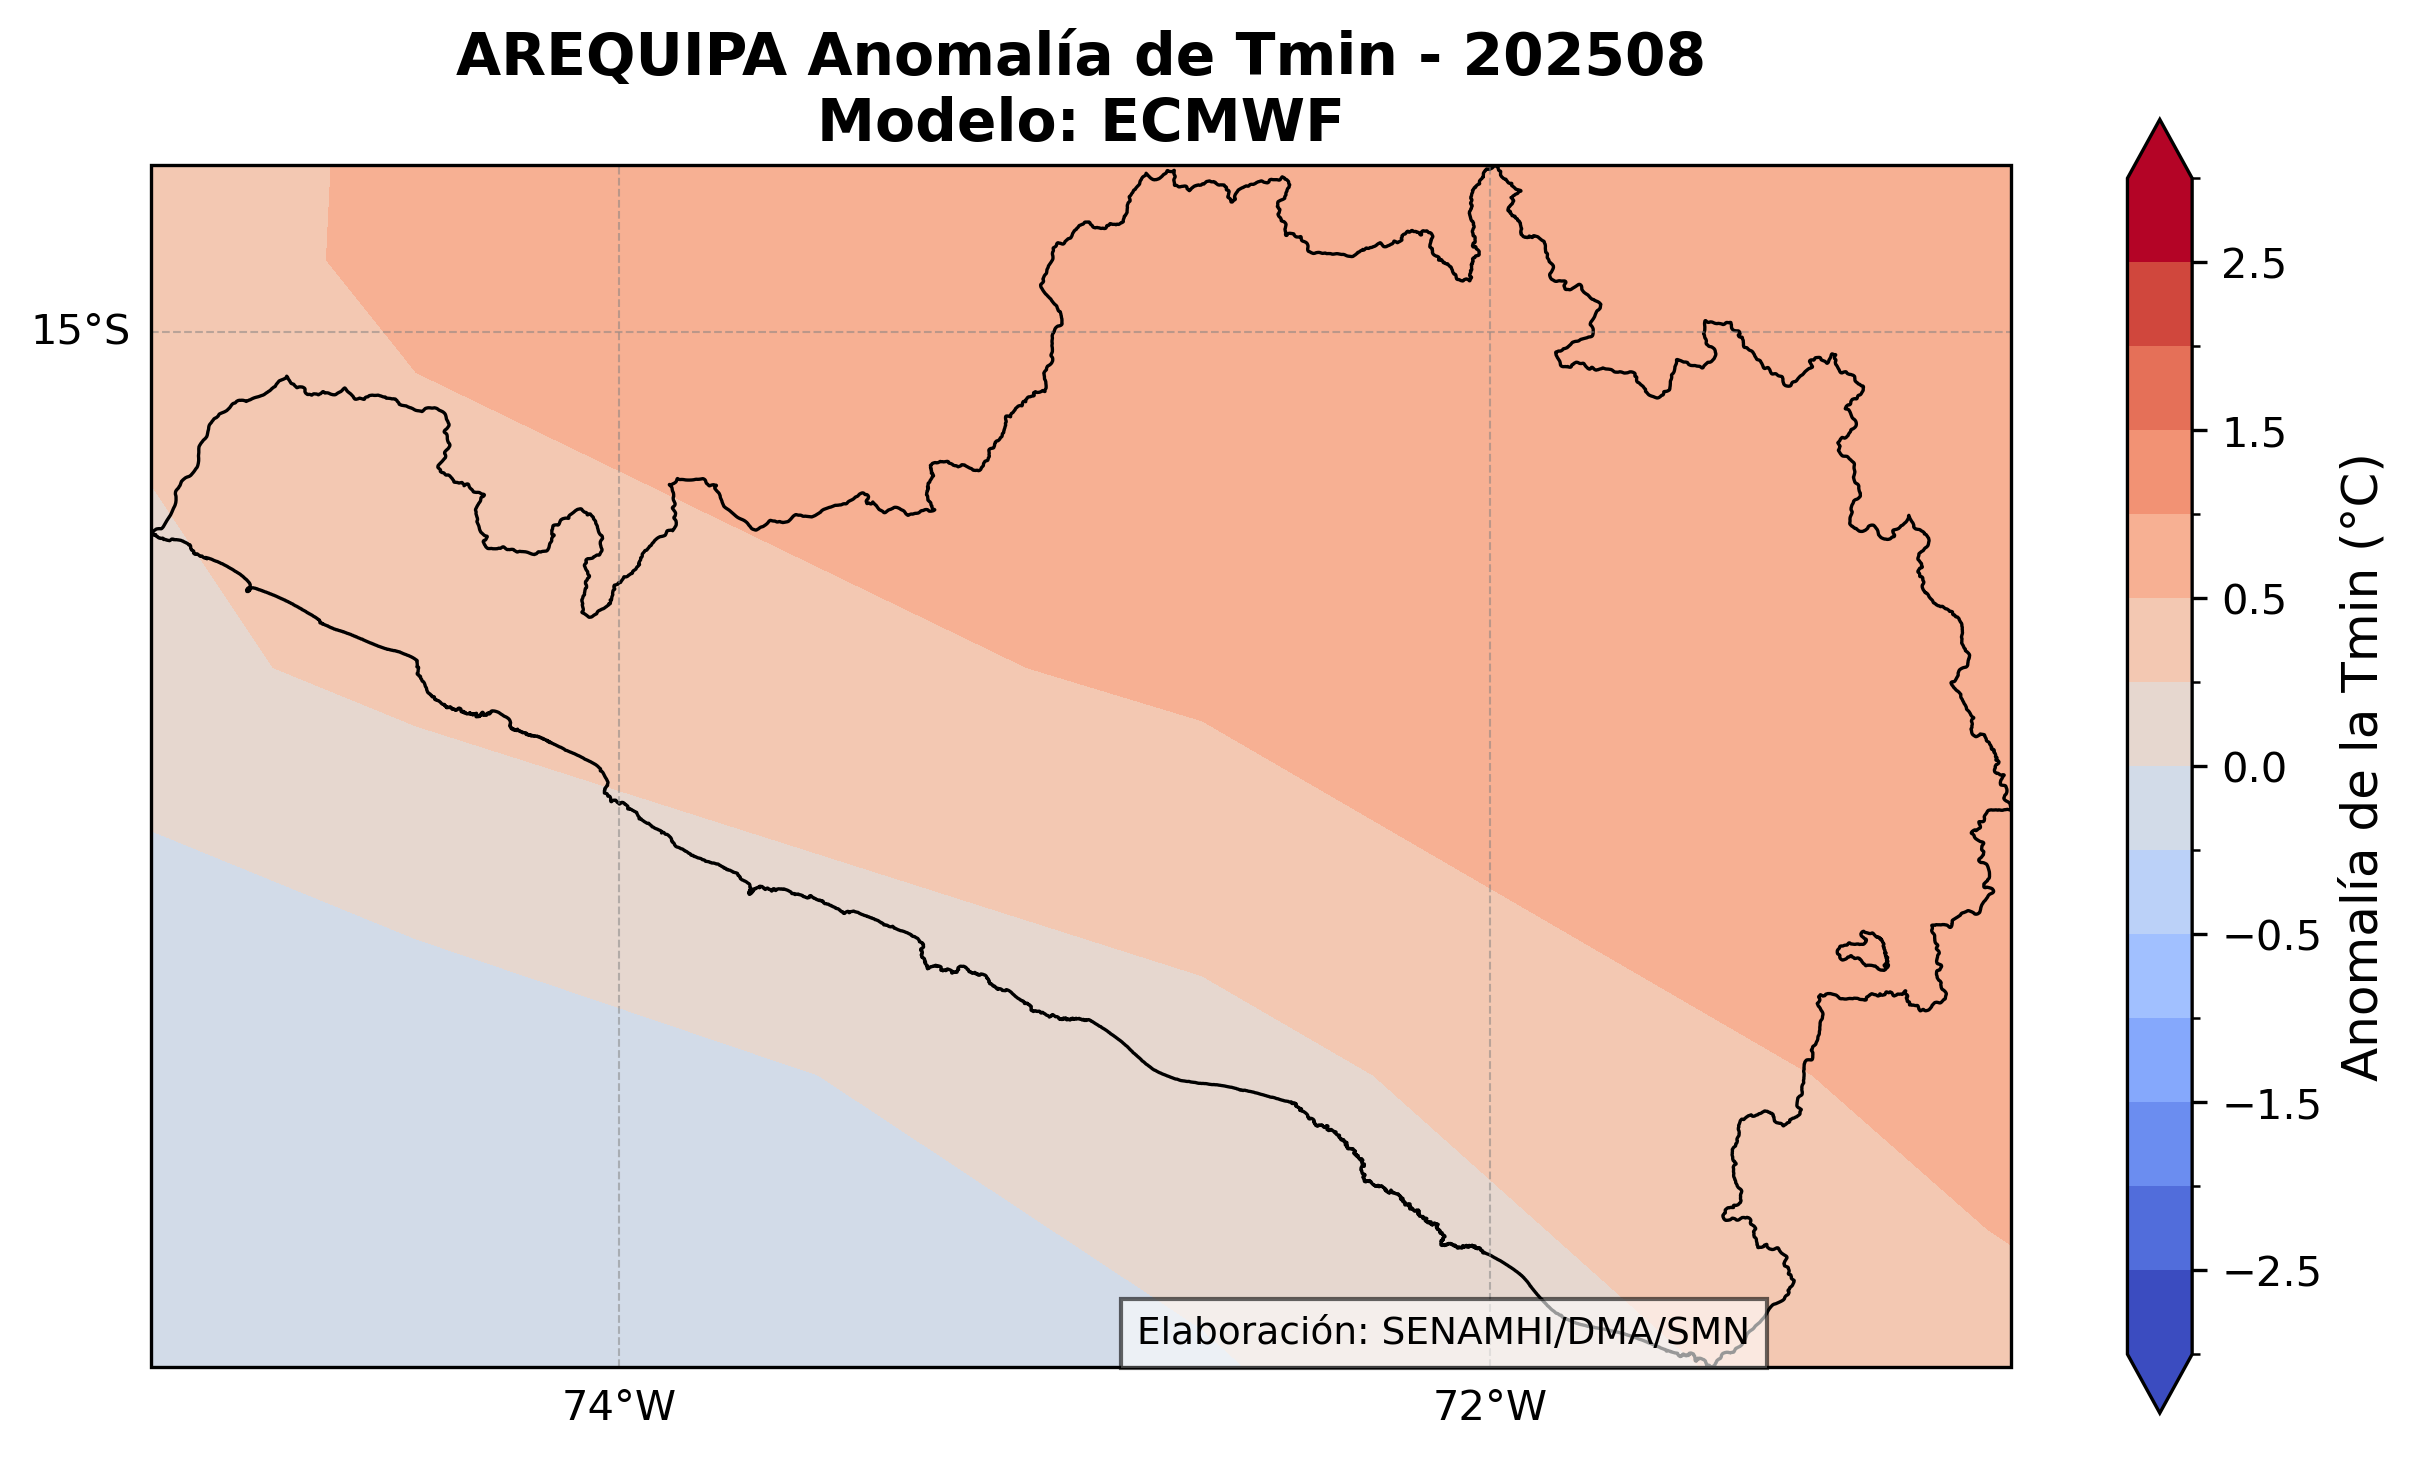 AREQUIPA Anomalía de Tmin - 202508
Modelo: ECMWF
15°S
74°W
72°W
Elaboración: SENAMHI/DMA/SMN
2.5
1.5
0.5
0.0
−0.5
−1.5
−2.5
Anomalía de la Tmin (°C)